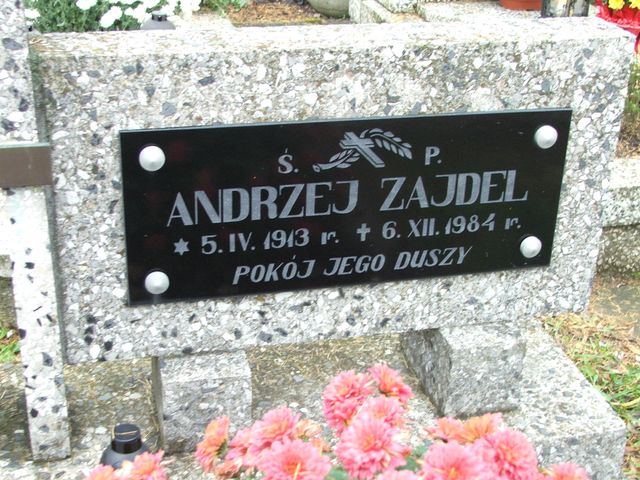 Ś. P.
ANDRZEJ ZAJDEL
* 5. IV. 1913 r. † 6. XII. 1984 r.
POKÓJ JEGO DUSZY